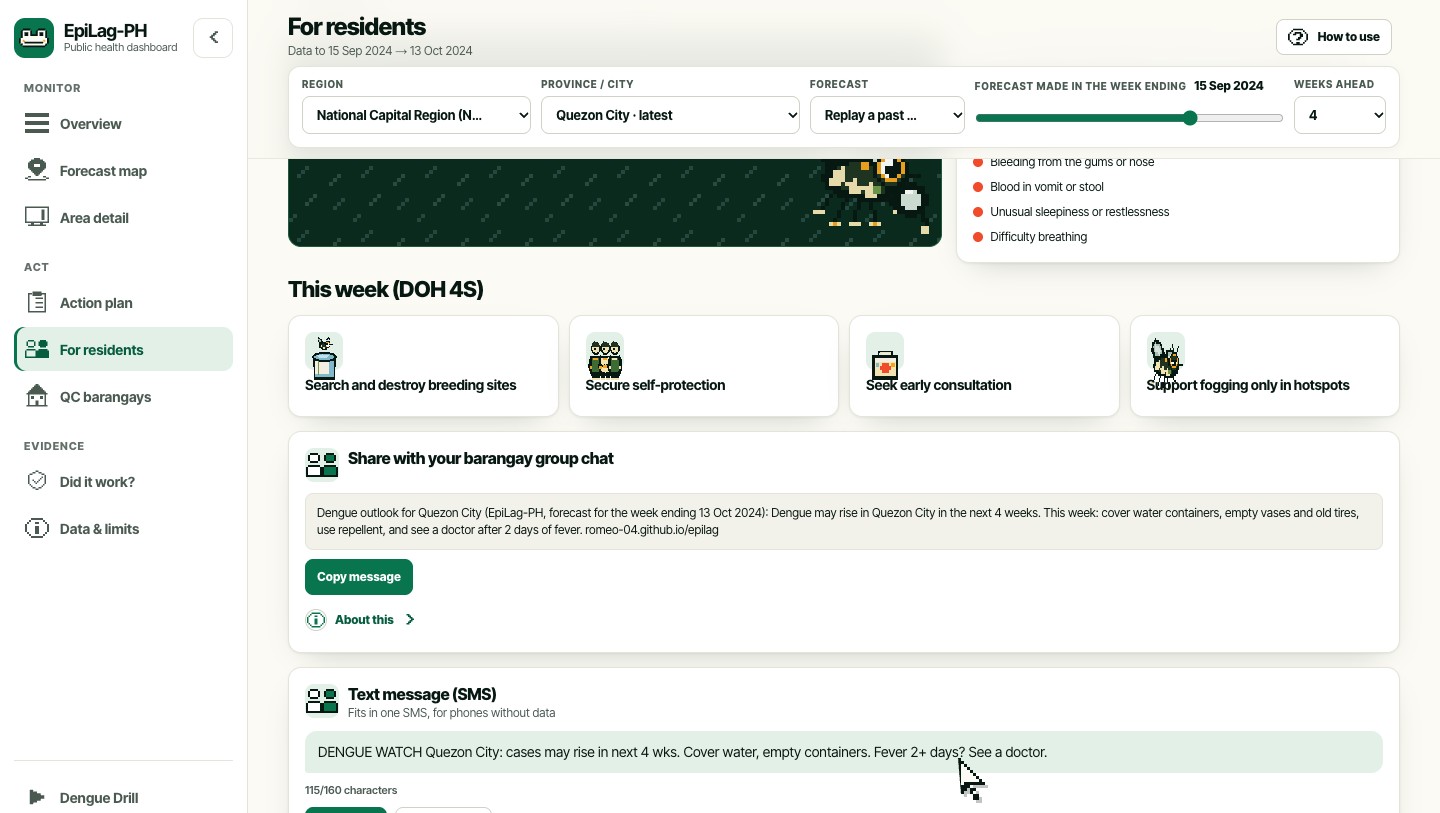 EpiLag-PH
Public health dashboard
MONITOR
Overview
Forecast map
Area detail
ACT
Action plan
For residents
QC barangays
EVIDENCE
Did it work?
Data & limits
Dengue Drill
For residents
Data to 15 Sep 2024 → 13 Oct 2024
How to use
REGION
National Capital Region (N...
PROVINCE / CITY
Quezon City · latest
FORECAST
Replay a past ...
FORECAST MADE IN THE WEEK ENDING 15 Sep 2024
WEEKS AHEAD
4
Bleeding from the gums or nose
Blood in vomit or stool
Unusual sleepiness or restlessness
Difficulty breathing
This week (DOH 4S)
Search and destroy breeding sites
Secure self-protection
Seek early consultation
Support fogging only in hotspots
Share with your barangay group chat
Dengue outlook for Quezon City (EpiLag-PH, forecast for the week ending 13 Oct 2024): Dengue may rise in Quezon City in the next 4 weeks. This week: cover water containers, empty vases and old tires,
use repellent, and see a doctor after 2 days of fever. romeo-04.github.io/epilag
Copy message
About this
Text message (SMS)
Fits in one SMS, for phones without data
DENGUE WATCH Quezon City: cases may rise in next 4 wks. Cover water, empty containers. Fever 2+ days? See a doctor.
115/160 characters